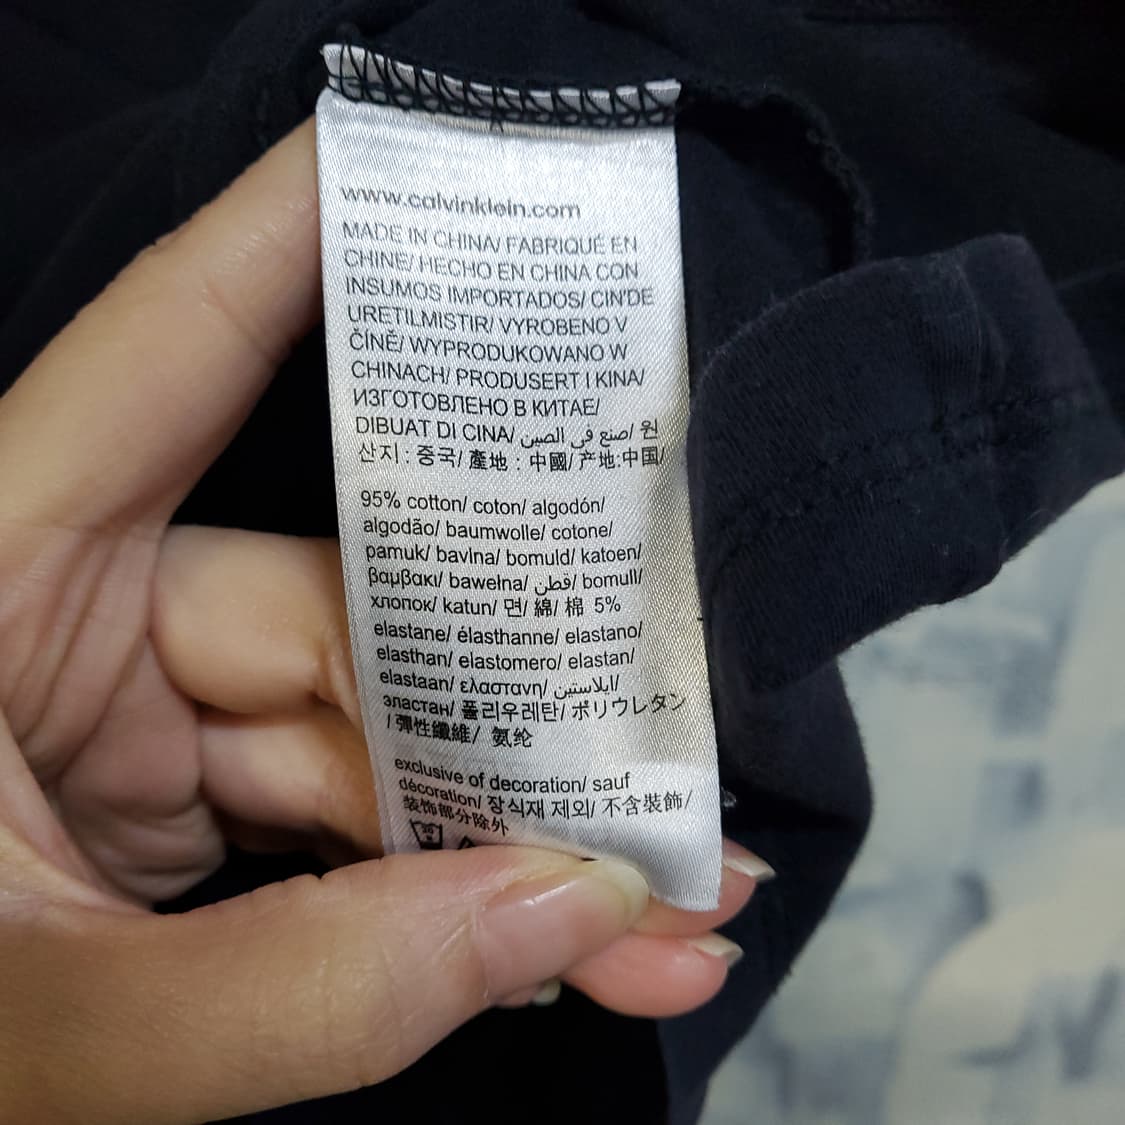 www.calvinklein.com
MADE IN CHINA/ FABRIQUÉ EN
CHINE/ HECHO EN CHINA CON
INSUMOS IMPORTADOS/ CIN'DE
URETILMISTIR/ VYROBENO V
ČÍNĚ/ WYPRODUKOWANO W
CHINACH/ PRODUSERT I KINA/
ИЗГОТОВЛЕНО В КИТАЕ/
DIBUAT DI CINA/ صنع في الصين/ 원
산지 : 중국/ 產地 : 中國/ 产地:中国/
95% cotton/ coton/ algodón/
algodão/ baumwolle/ cotone/
pamuk/ bavlna/ bomuld/ katoen/
βαμβακι/ bawełna/ قطن/ bomull/
хлопок/ katun/ 면/ 綿/ 棉 5%
elastane/ élasthanne/ elastano/
elasthan/ elastomero/ elastan/
elastaan/ ελαστανη/ ايلاستين/
эластан/ 폴리우레탄/ ポリウレタン
/ 彈性纖維/ 氨纶
exclusive of decoration/ sauf
décoration/ 장식재 제외/ 不含裝飾/
装饰部分除外
30